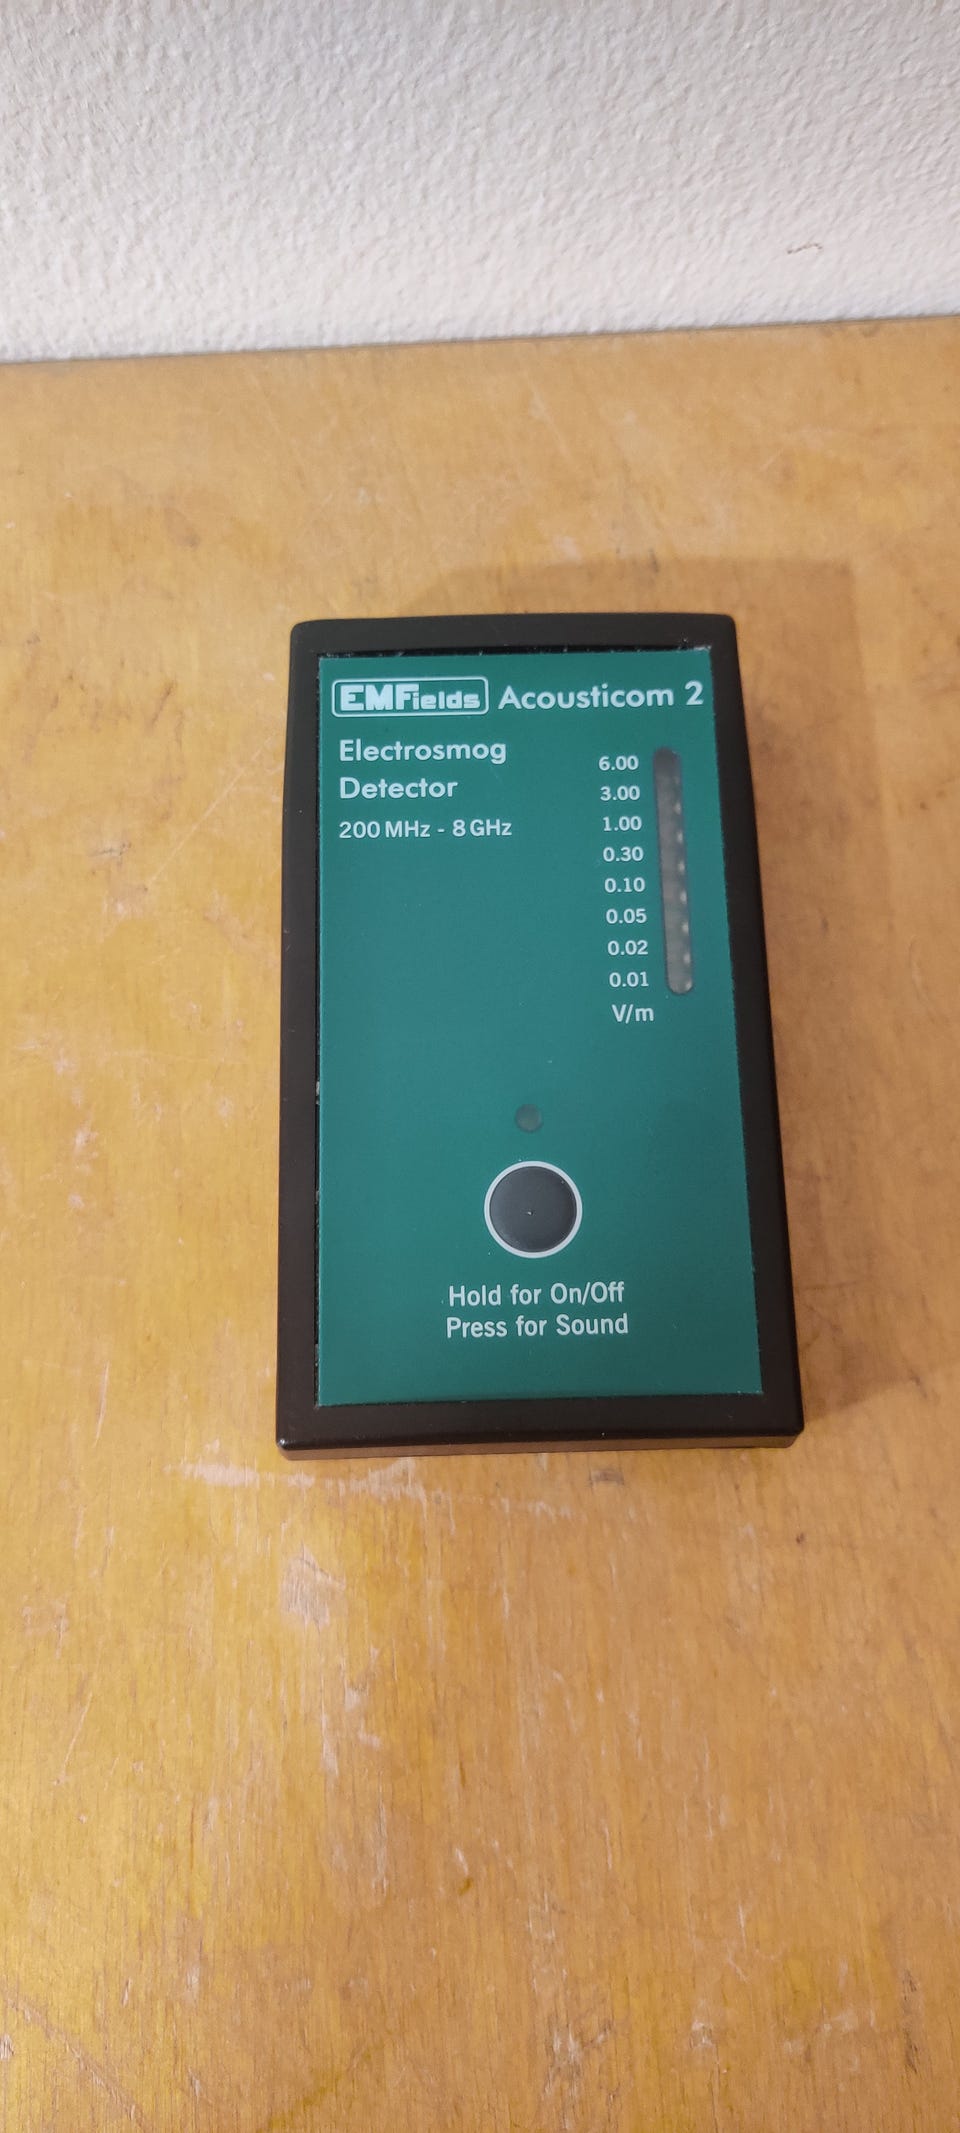 EMFields Acousticom 2
Electrosmog
Detector
200 MHz - 8 GHz
6.00
3.00
1.00
0.30
0.10
0.05
0.02
0.01
V/m
Hold for On/Off
Press for Sound